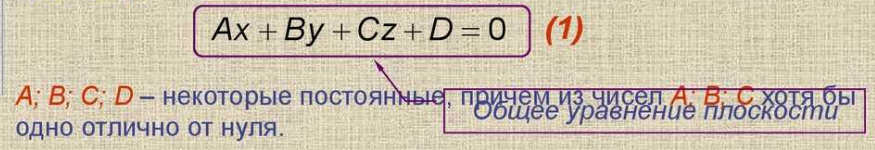 Ax + By + Cz + D = 0 (1)
A; B; C; D – некоторые постоянные, причем из чисел A; B; C хотя бы
Общее уравнение плоскости
одно отлично от нуля.